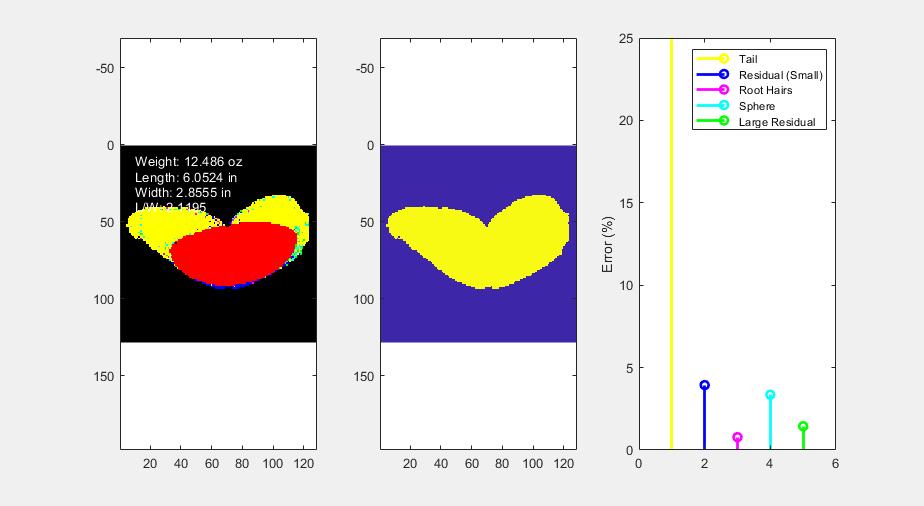 -50
0
50
100
150
20 40 60 80 100 120
Weight: 12.486 oz
Length: 6.0524 in
Width: 2.8555 in
L/W: 2.1195
-50
0
50
100
150
20 40 60 80 100 120
Error (%)
25
20
15
10
5
0
0 2 4 6
Tail
Residual (Small)
Root Hairs
Sphere
Large Residual